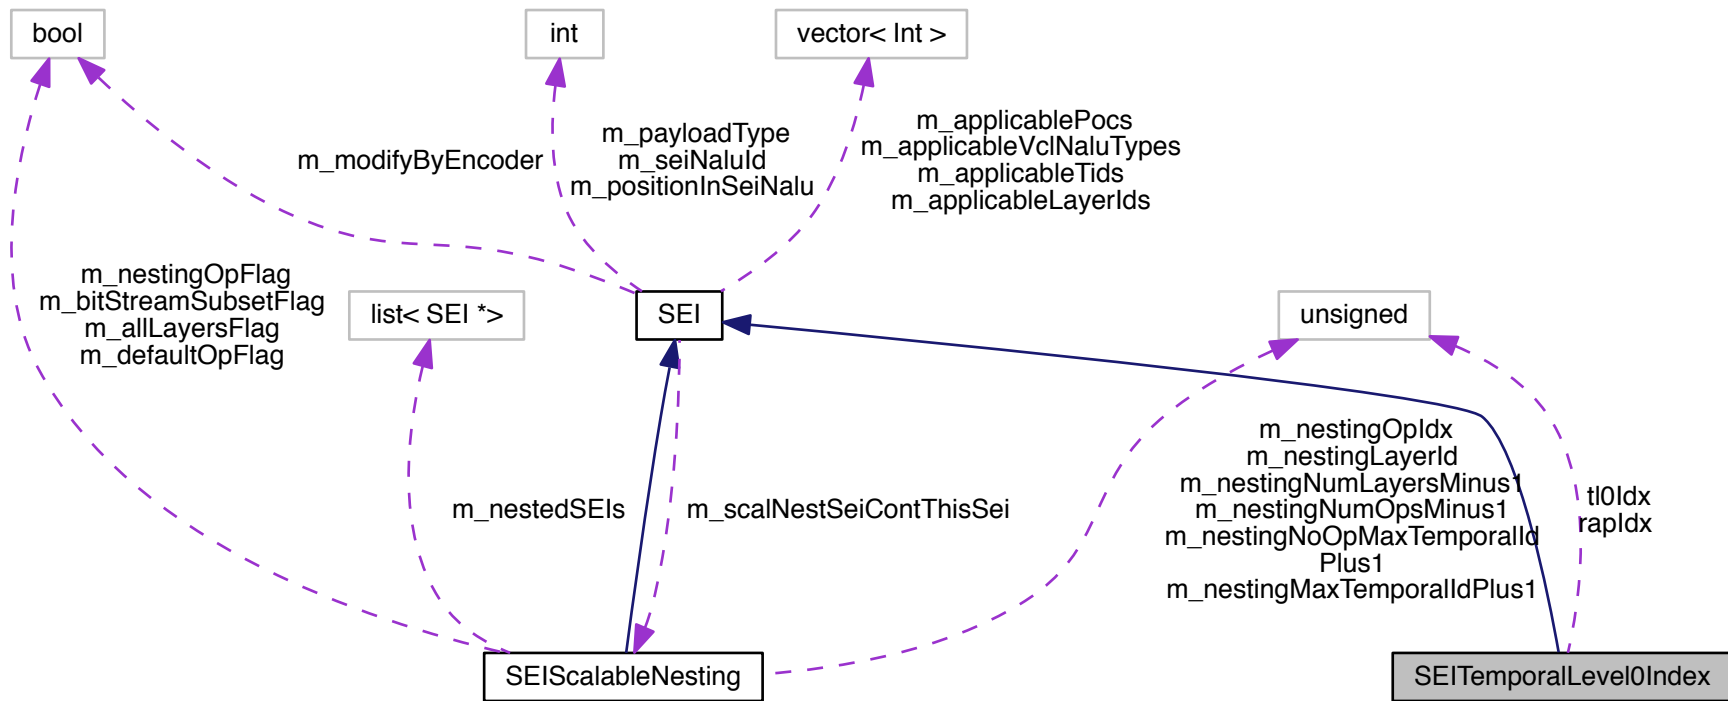 bool
int
vector< Int >
m_modifyByEncoder
m_payloadType
m_seiNaluId
m_positionInSeiNalu
m_applicablePocs
m_applicableVclNaluTypes
m_applicableTids
m_applicableLayerIds
m_nestingOpFlag
m_bitStreamSubsetFlag
m_allLayersFlag
m_defaultOpFlag
list< SEI *>
SEI
unsigned
m_nestedSEIs
m_scalNestSeiContThisSei
m_nestingOpIdx
m_nestingLayerId
m_nestingNumLayersMinus1
m_nestingNumOpsMinus1
m_nestingNoOpMaxTemporalId
Plus1
m_nestingMaxTemporalIdPlus1
tl0Idx
rapIdx
SEIScalableNesting
SEITemporalLevel0Index